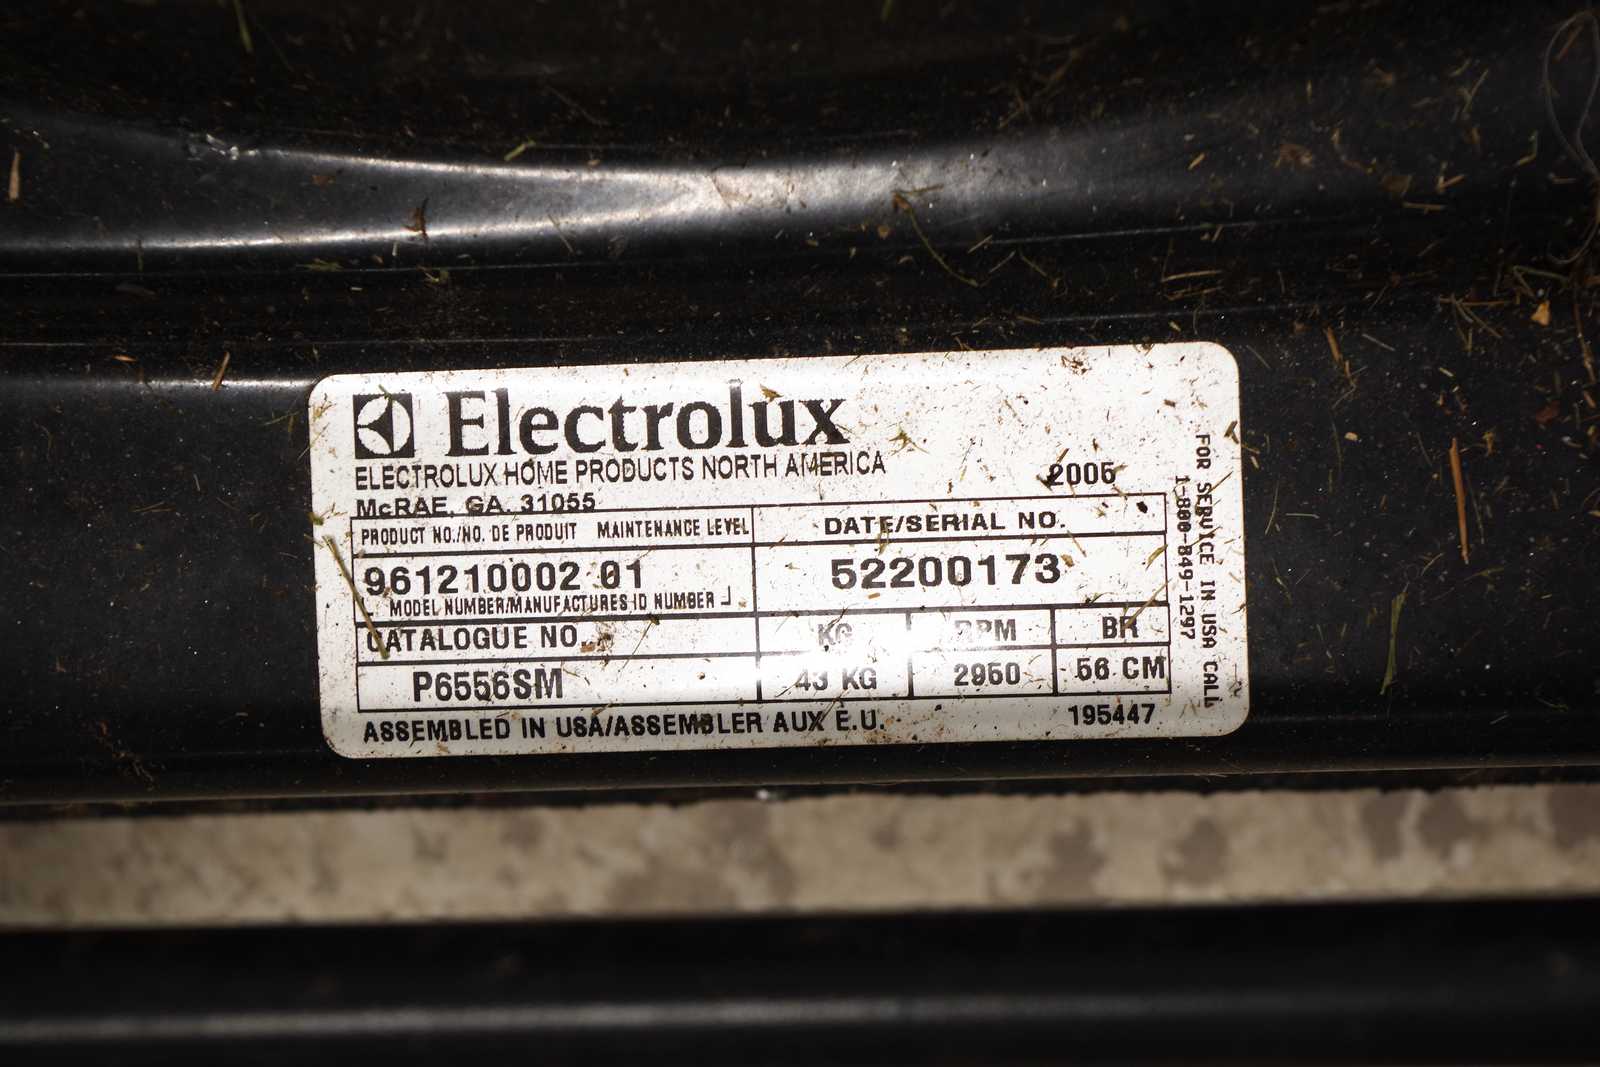 Electrolux
ELECTROLUX HOME PRODUCTS NORTH AMERICA
McRAE, GA. 31055
2005
PRODUCT NO./NO. DE PRODUIT MAINTENANCE LEVEL
DATE/SERIAL NO.
961210002 01
52200173
MODEL NUMBER/MANUFACTURES ID NUMBER
CATALOGUE NO.
KG
RPM
BR
P6556SM
43 KG
2950
56 CM
ASSEMBLED IN USA/ASSEMBLER AUX E.U.
195447
FOR SERVICE IN USA CALL
1-800-849-1297